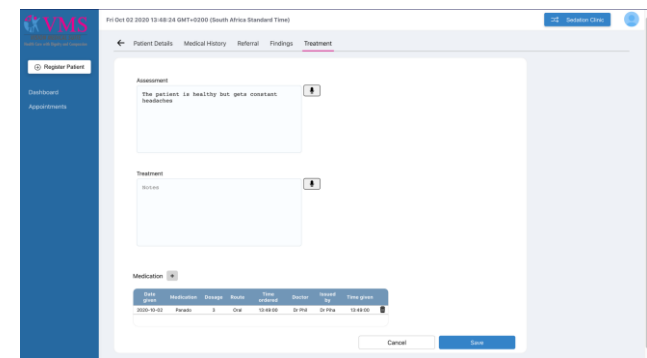 VMS
Fri Oct 02 2020 13:48:24 GMT+0200 (South Africa Standard Time)
Sedation Clinic
Register Patient
Dashboard
Appointments
Patient Details Medical History Referral Findings Treatment
Assessment
The patient is healthy but gets constant
headaches
Treatment
Notes
Medication +
Date given Medication Dosage Route Time ordered Doctor Issued by Time given
2020-10-02 Panado 3 Oral 13:48:00 Dr Phil Dr Piha 13:48:00
Cancel Save